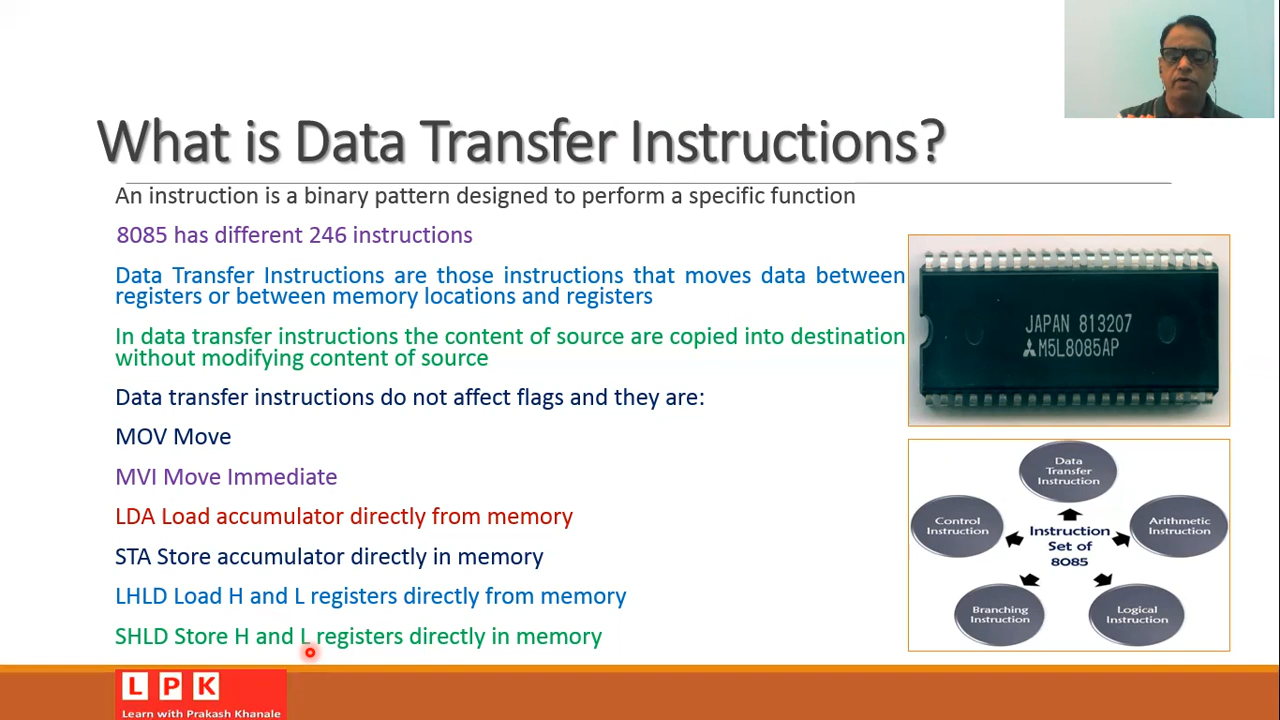 What is Data Transfer Instructions?
An instruction is a binary pattern designed to perform a specific function
8085 has different 246 instructions
Data Transfer Instructions are those instructions that moves data between
registers or between memory locations and registers
In data transfer instructions the content of source are copied into destination
without modifying content of source
Data transfer instructions do not affect flags and they are:
MOV Move
MVI Move Immediate
LDA Load accumulator directly from memory
STA Store accumulator directly in memory
LHLD Load H and L registers directly from memory
SHLD Store H and L registers directly in memory
JAPAN 813207
M5L8085AP
Data
Transfer
Instruction
Control
Instruction
Instruction
Set of
8085
Arithmetic
Instruction
Branching
Instruction
Logical
Instruction
L P K
Learn with Prakash Khanale